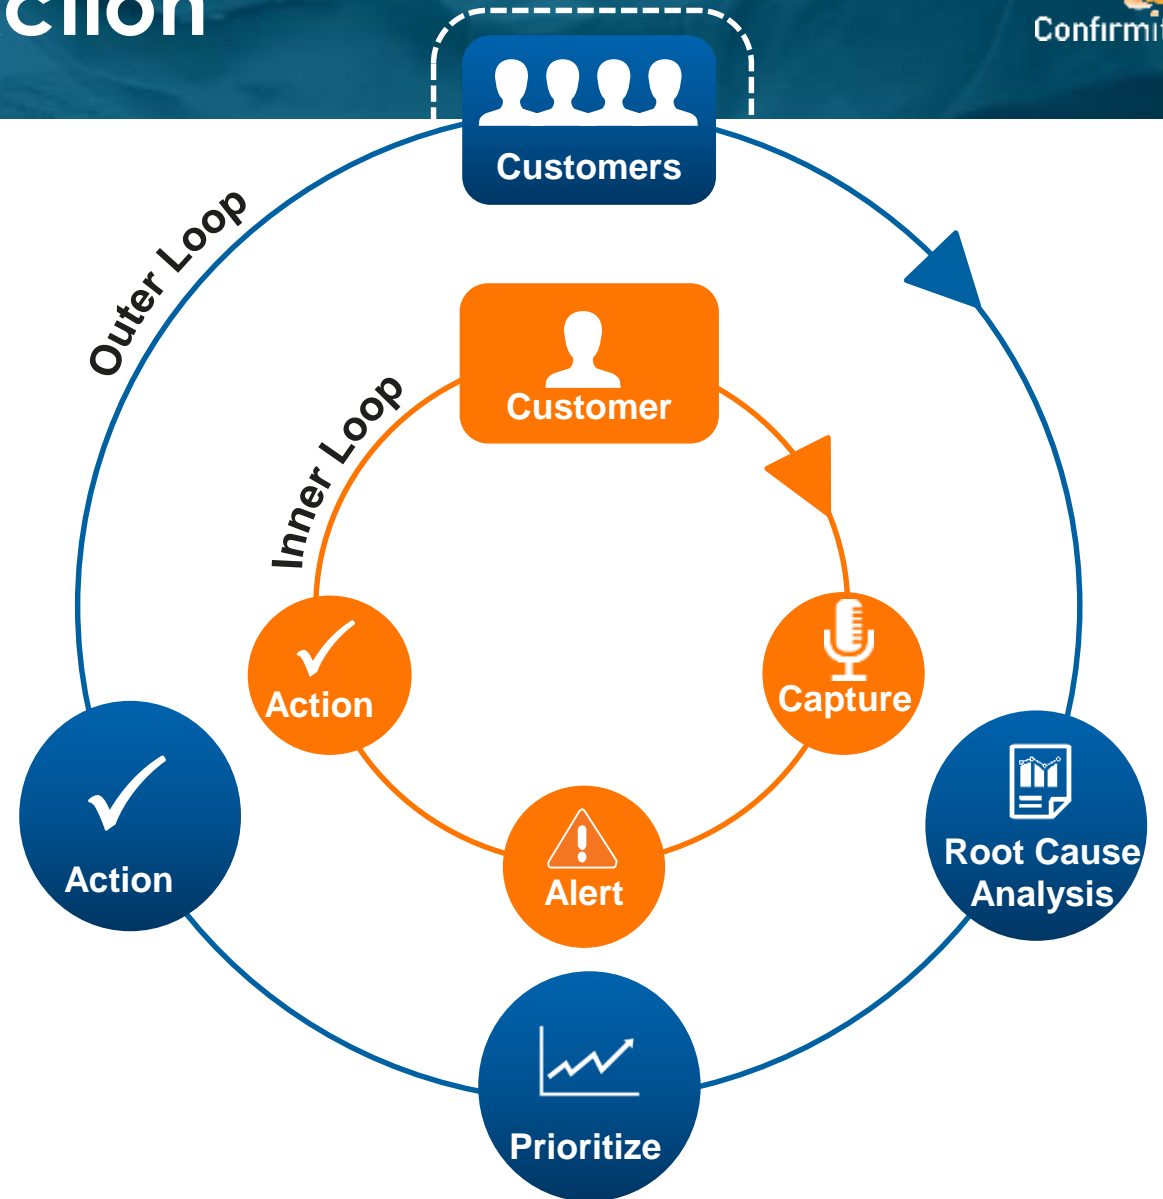 Customers
Outer Loop
Customer
Inner Loop
Action
Capture
Action
Root Cause
Analysis
Alert
Prioritize